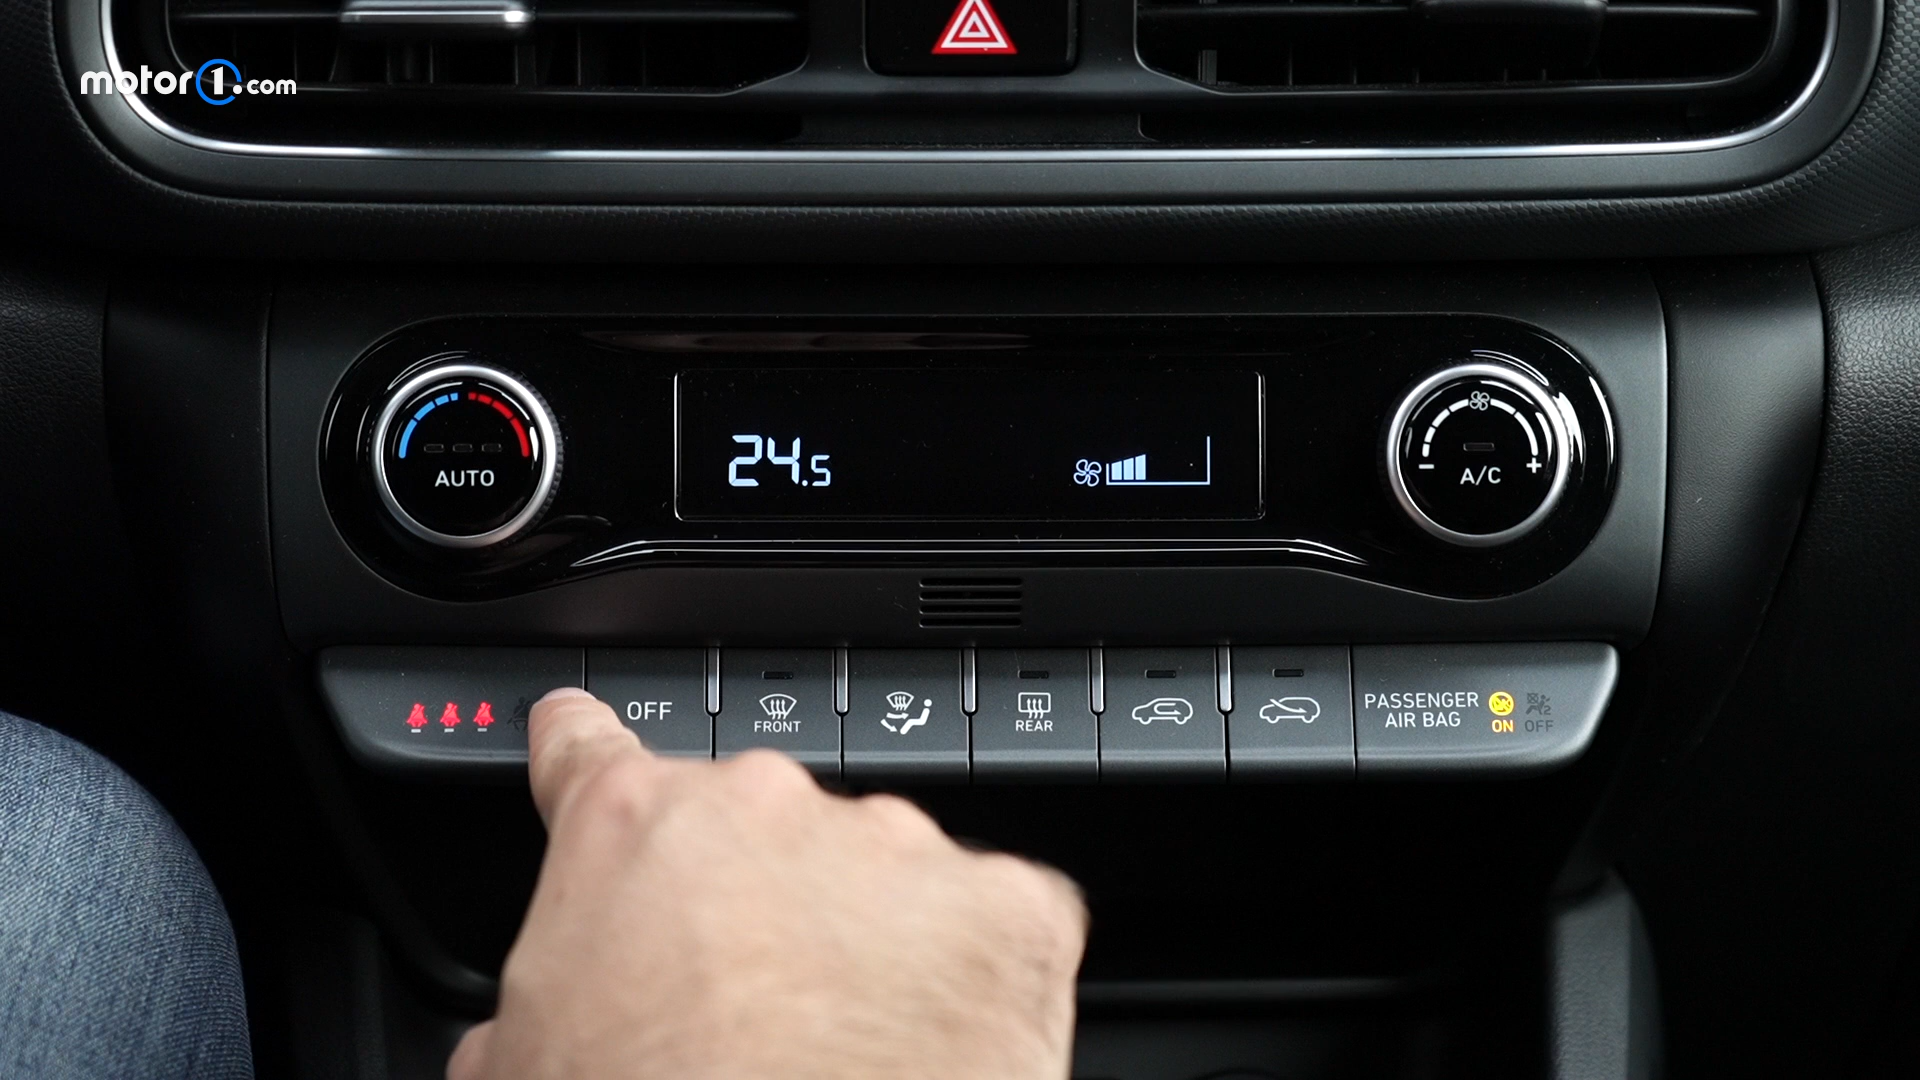 motor1.com
AUTO
24.5
A/C
OFF
FRONT
REAR
PASSENGER
AIR BAG
ON
OFF